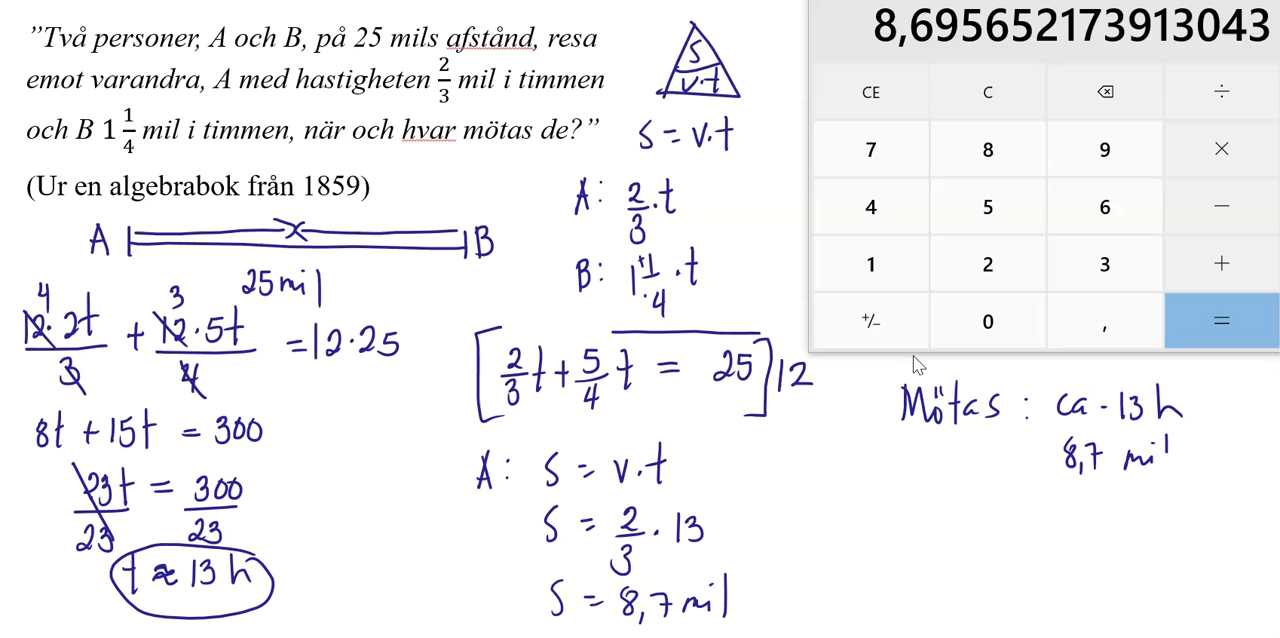 ”Två personer, A och B, på 25 mils afstånd, resa
emot varandra, A med hastigheten 2/3 mil i timmen
och B 1 1/4 mil i timmen, när och hvar mötas de?”
(Ur en algebrabok från 1859)
A x B
25 mil
4 3
12·2t/3 + 12·5t/4 = 12·25
8t + 15t = 300
23t/23 = 300/23
t ≈ 13 h
S
v.t
S = v.t
A: 2/3 · t
B: 1 +1/4 · t
[2/3 t + 5/4 t = 25] 12
A: S = v.t
S = 2/3 · 13
S = 8,7 mil
8,695652173913043
CE C ⌫ ÷
7 8 9 ×
4 5 6 −
1 2 3 +
+/− 0 , =
Mötas : ca - 13 h
8,7 mil